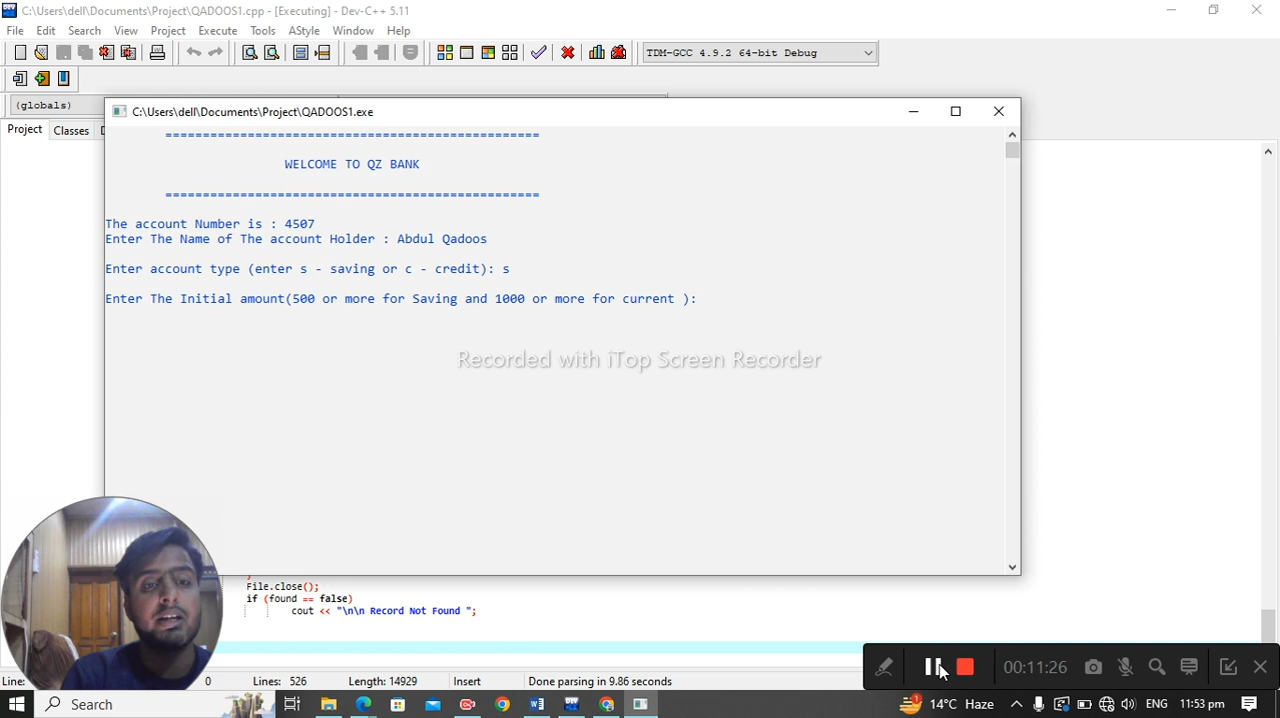 C:\Users\dell\Documents\Project\QADOOS1.cpp - [Executing] - Dev-C++ 5.11
File Edit Search View Project Execute Tools AStyle Window Help
TDM-GCC 4.9.2 64-bit Debug
(globals)
Project Classes D
C:\Users\dell\Documents\Project\QADOOS1.exe
==================================================
WELCOME TO QZ BANK
==================================================
The account Number is : 4507
Enter The Name of The account Holder : Abdul Qadoos
Enter account type (enter s - saving or c - credit): s
Enter The Initial amount(500 or more for Saving and 1000 or more for current ):
Recorded with iTop Screen Recorder
File.close();
if (found == false)
cout << "\n\n Record Not Found ";
00:11:26
Line: 0 Lines: 526 Length: 14929 Insert Done parsing in 9.86 seconds
Search 14°C Haze ENG 11:53 pm